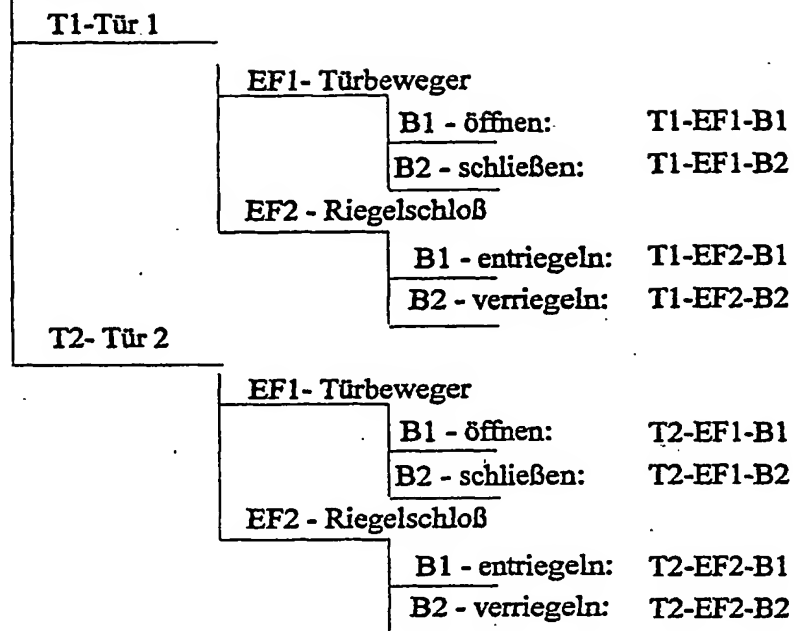 T1-Tür 1
EF1- Türbeweger
B1 - öffnen: T1-EF1-B1
B2 - schließen: T1-EF1-B2
EF2 - Riegelschloß
B1 - entriegeln: T1-EF2-B1
B2 - verriegeln: T1-EF2-B2
T2- Tür 2
EF1- Türbeweger
B1 - öffnen: T2-EF1-B1
B2 - schließen: T2-EF1-B2
EF2 - Riegelschloß
B1 - entriegeln: T2-EF2-B1
B2 - verriegeln: T2-EF2-B2